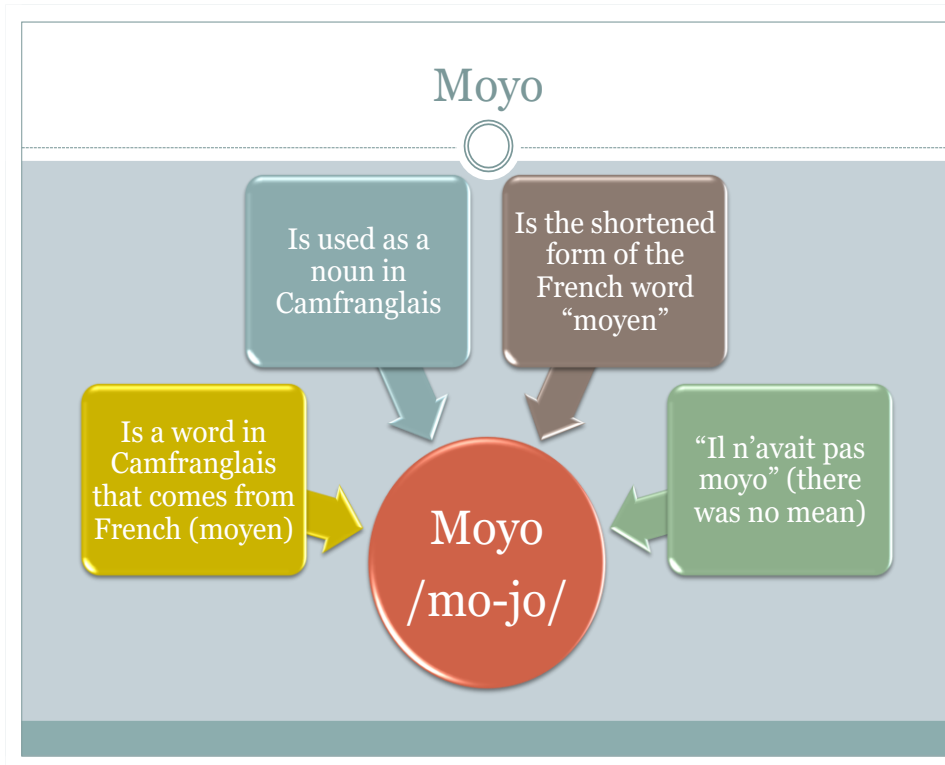 Moyo
Is used as a
noun in
Camfranglais
Is the shortened
form of the
French word
“moyen”
Is a word in
Camfranglais
that comes from
French (moyen)
“Il n’avait pas
moyo” (there
was no mean)
Moyo
/mo-jo/